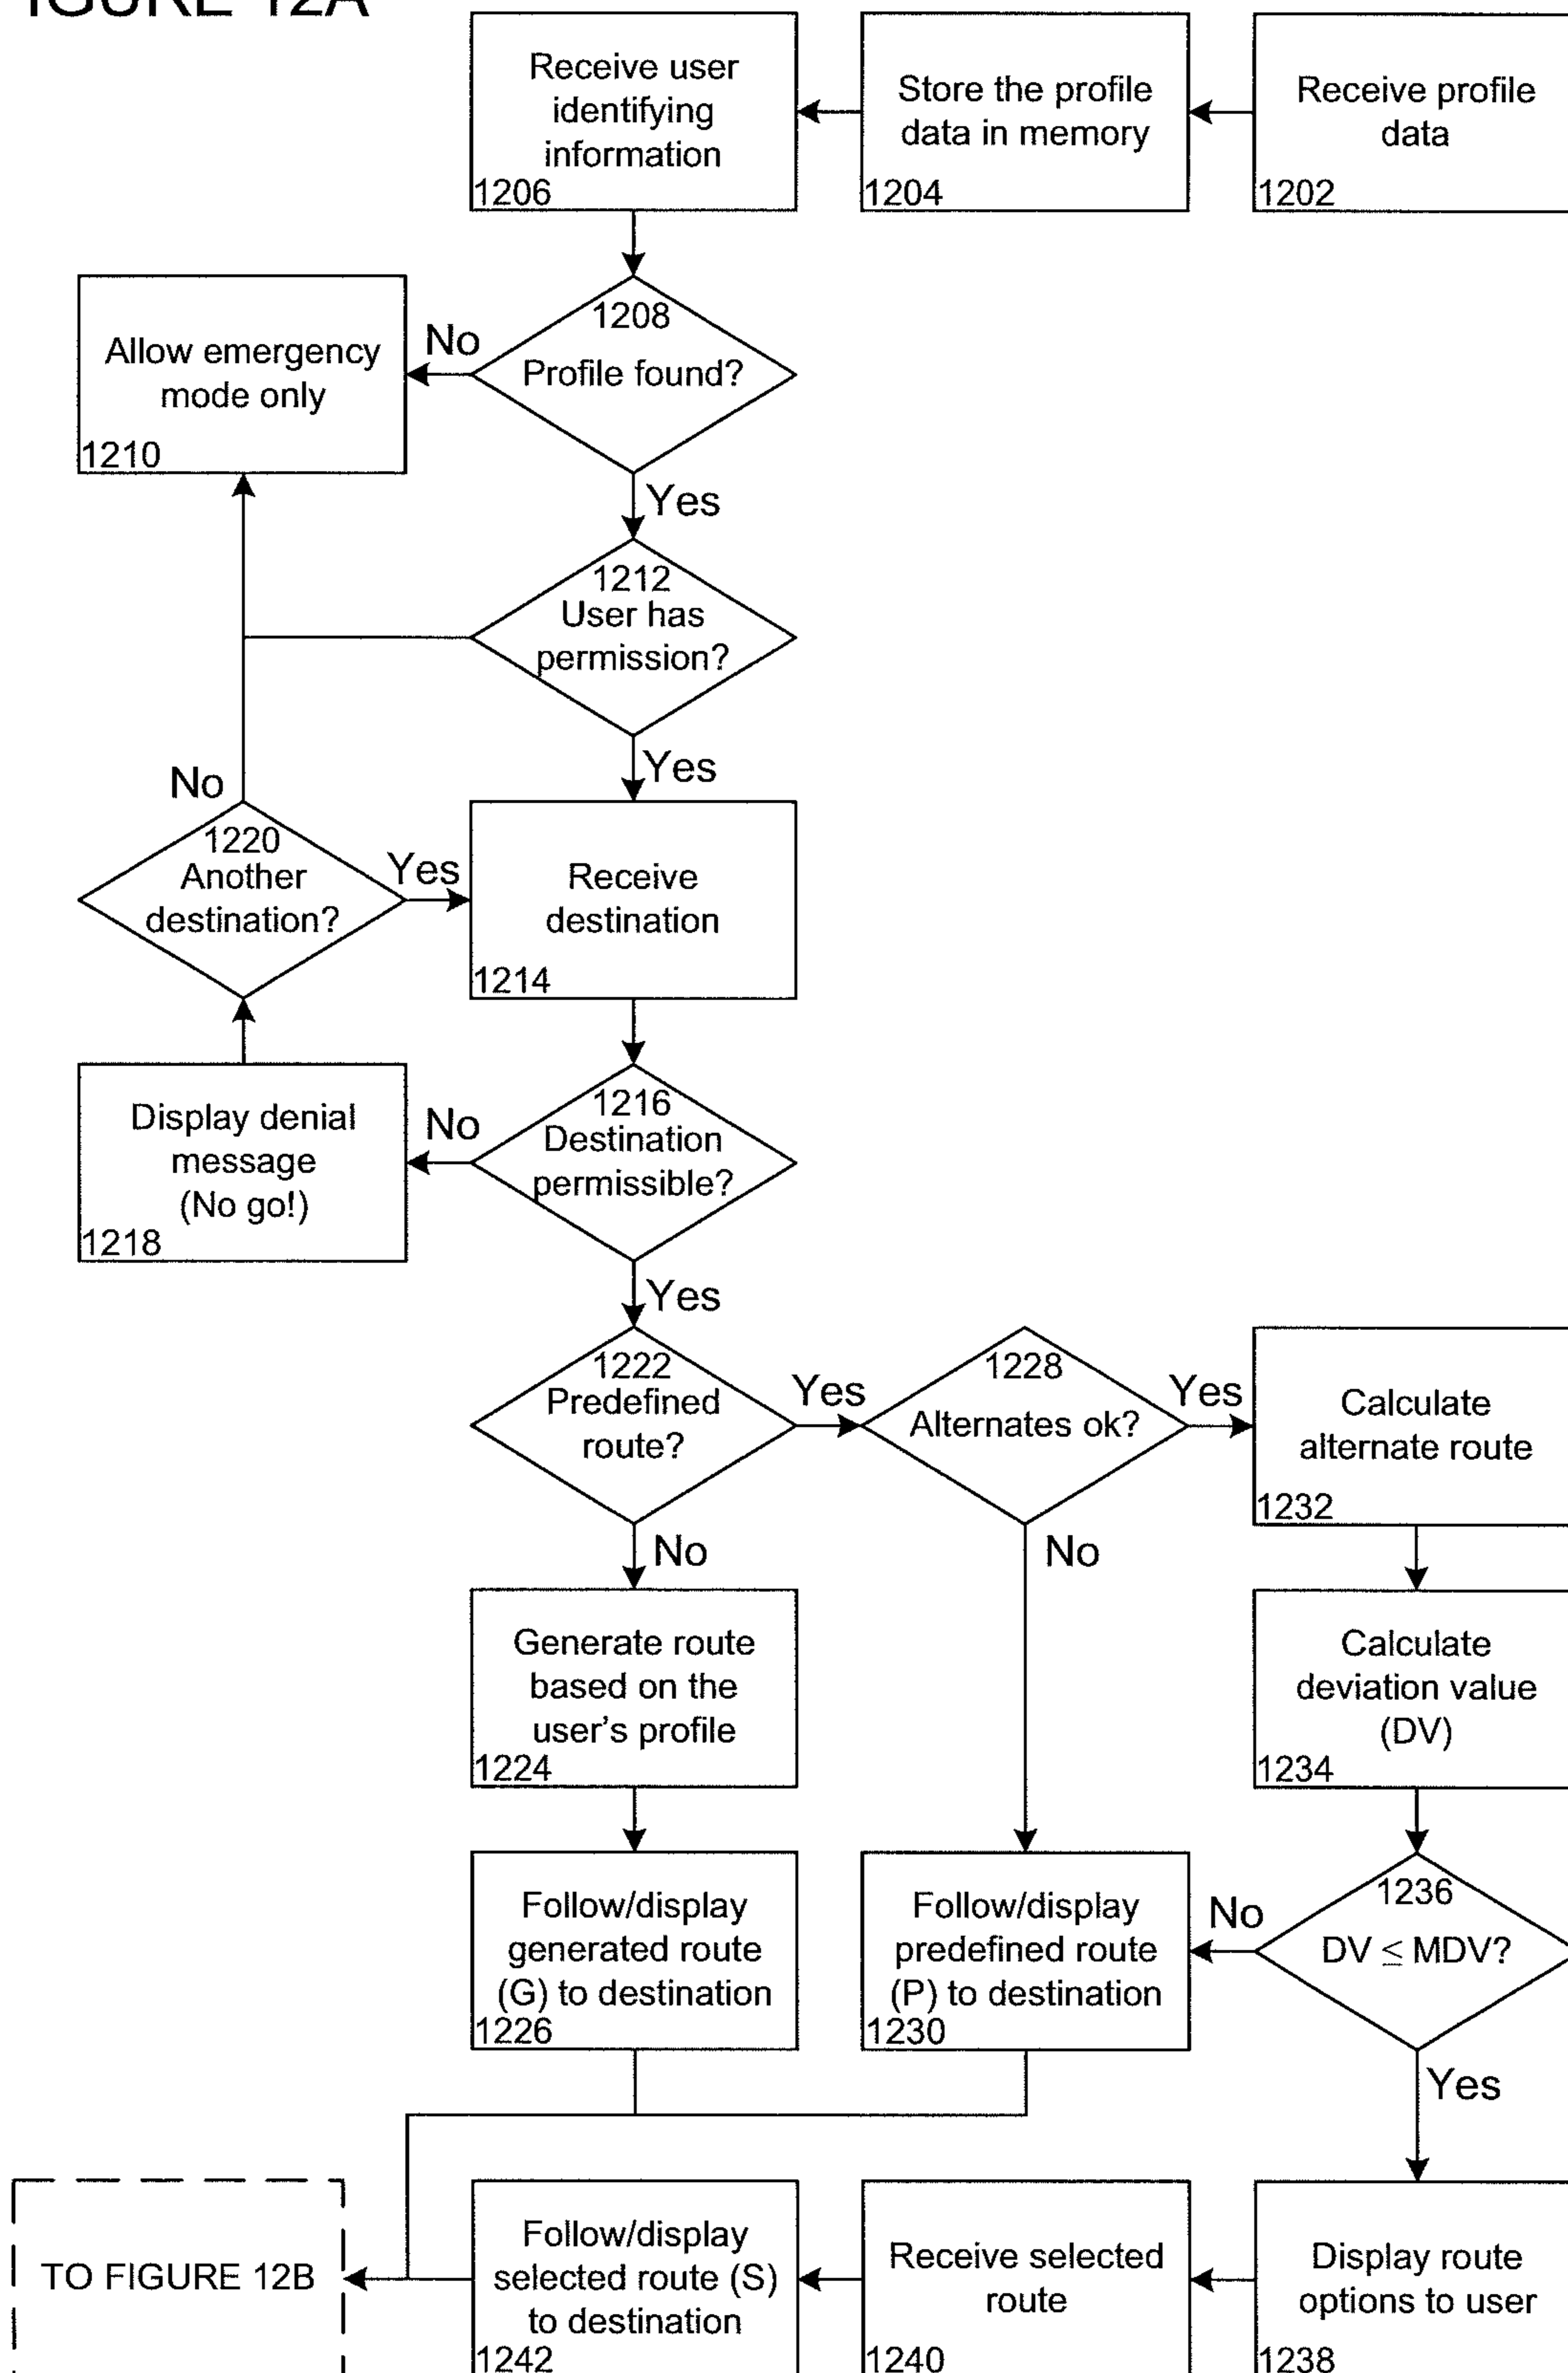 IGURE 12A
Receive user
identifying
information
1206
Store the profile
data in memory
1204
Receive profile
data
1202
1208
Profile found?
No
Allow emergency
mode only
1210
Yes
1212
User has
permission?
Yes
No
1220
Another
destination?
Yes
Receive
destination
1214
1216
Destination
permissible?
No
Display denial
message
(No go!)
1218
Yes
1222
Predefined
route?
Yes
1228
Alternates ok?
Yes
Calculate
alternate route
1232
No
No
Generate route
based on the
user's profile
1224
Calculate
deviation value
(DV)
1234
Follow/display
generated route
(G) to destination
1226
Follow/display
predefined route
(P) to destination
1230
No
1236
DV ≤ MDV?
Yes
TO FIGURE 12B
Follow/display
selected route (S)
to destination
1242
Receive selected
route
1240
Display route
options to user
1238